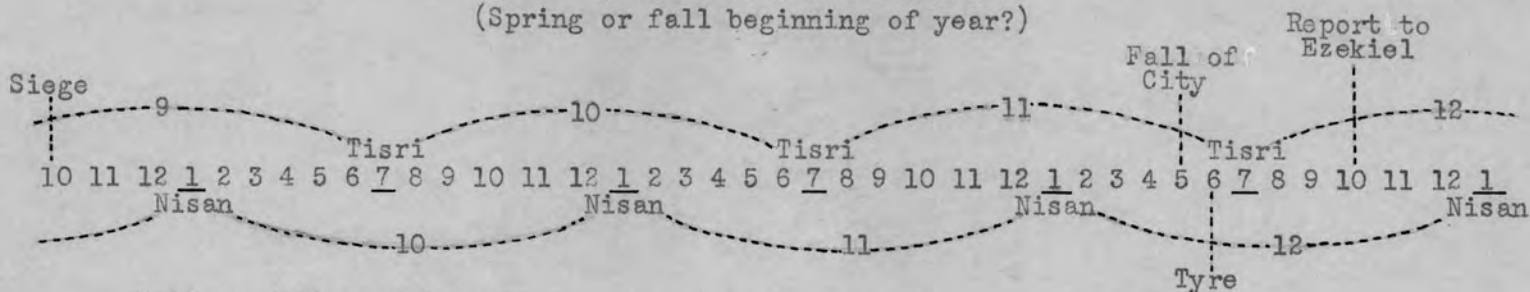 (Spring or fall beginning of year?)
Report to
Ezekiel
Fall of
City
Siege
9 10 11 12
Tisri Tisri Tisri
10 11 12 1 2 3 4 5 6 7 8 9 10 11 12 1 2 3 4 5 6 7 8 9 10 11 12 1 2 3 4 5 6 7 8 9 10 11 12 1
Nisan Nisan Nisan Nisan
10 11 12
Tyre